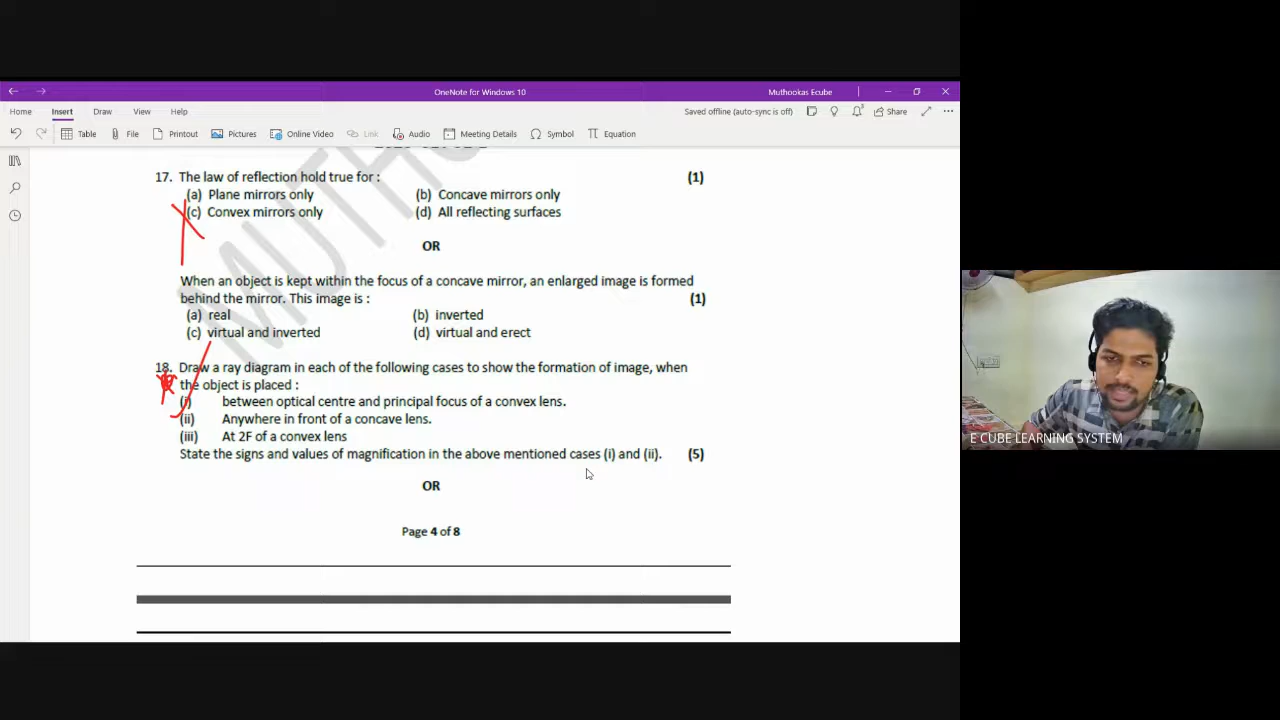 OneNote for Windows 10
Muthookas Ecube
Home Insert Draw View Help
Saved offline (auto-sync is off)
Share
Table File Printout Pictures Online Video Link Audio Meeting Details Symbol Equation
17. The law of reflection hold true for : (1)
(a) Plane mirrors only (b) Concave mirrors only
(c) Convex mirrors only (d) All reflecting surfaces
OR
When an object is kept within the focus of a concave mirror, an enlarged image is formed
behind the mirror. This image is : (1)
(a) real (b) inverted
(c) virtual and inverted (d) virtual and erect
18. Draw a ray diagram in each of the following cases to show the formation of image, when
the object is placed :
(i) between optical centre and principal focus of a convex lens.
(ii) Anywhere in front of a concave lens.
(iii) At 2F of a convex lens
State the signs and values of magnification in the above mentioned cases (i) and (ii). (5)
OR
Page 4 of 8
E CUBE LEARNING SYSTEM